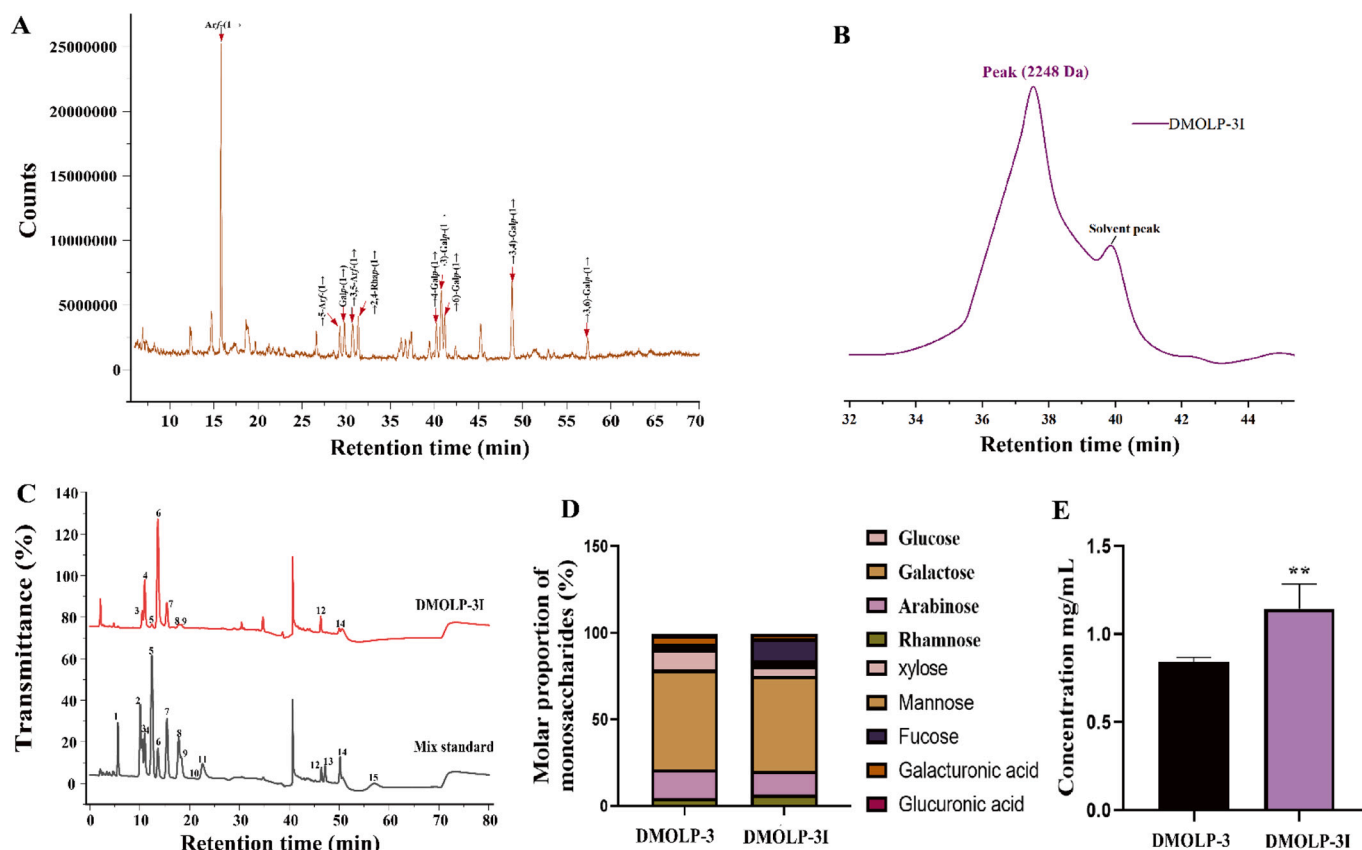 A
Arf-(1→
25000000
20000000
15000000
10000000
5000000
0
Counts
→5-Arf-(1→
Galp-(1→)
→3,5-Arf-(1→
→2,4-Rhap-(1→
→4-Galp-(1→
→3)-Galp-(1→
→6)-Galp-(1→
→3,4)-Galp-(1→
→3,6)-Galp-(1→
10 15 20 25 30 35 40 45 50 55 60 65 70
Retention time (min)
B
Peak (2248 Da)
DMOLP-3I
Solvent peak
32 34 36 38 40 42 44
Retention time (min)
C
140
120
100
80
60
40
20
0
Transmittance (%)
6
4
3
5
7
8 9
12
14
DMOLP-3I
5
2
1
3
4
6
7
8
9
10
11
12
13
14
15
Mix standard
0 10 20 30 40 50 60 70 80
Retention time (min)
D
150
100
50
0
Molar proportion of
monosaccharides (%)
DMOLP-3 DMOLP-3I
Glucose
Galactose
Arabinose
Rhamnose
xylose
Mannose
Fucose
Galacturonic acid
Glucuronic acid
E
1.5
1.0
0.5
0.0
Concentration mg/mL
**
DMOLP-3 DMOLP-3I